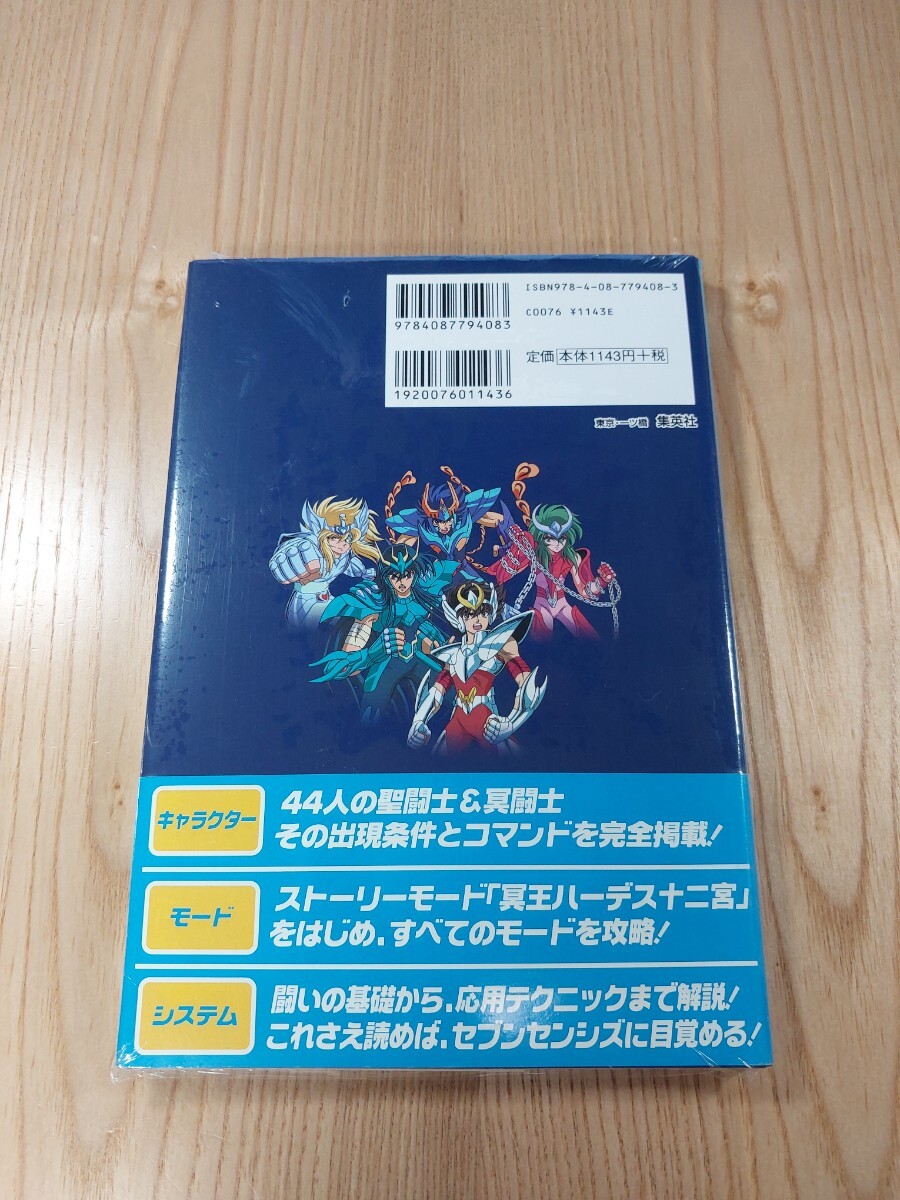 ISBN978-4-08-779408-3
C0076 ¥1143E
9784087794083
定価 本体1143円+税
1920076011436
東京・一ツ橋 集英社
キャラクター
44人の聖闘士&冥闘士
その出現条件とコマンドを完全掲載!
モード
ストーリーモード「冥王ハーデス十二宮」
をはじめ、すべてのモードを攻略!
システム
闘いの基礎から、応用テクニックまで解説!
これさえ読めば、セブンセンシズに目覚める!